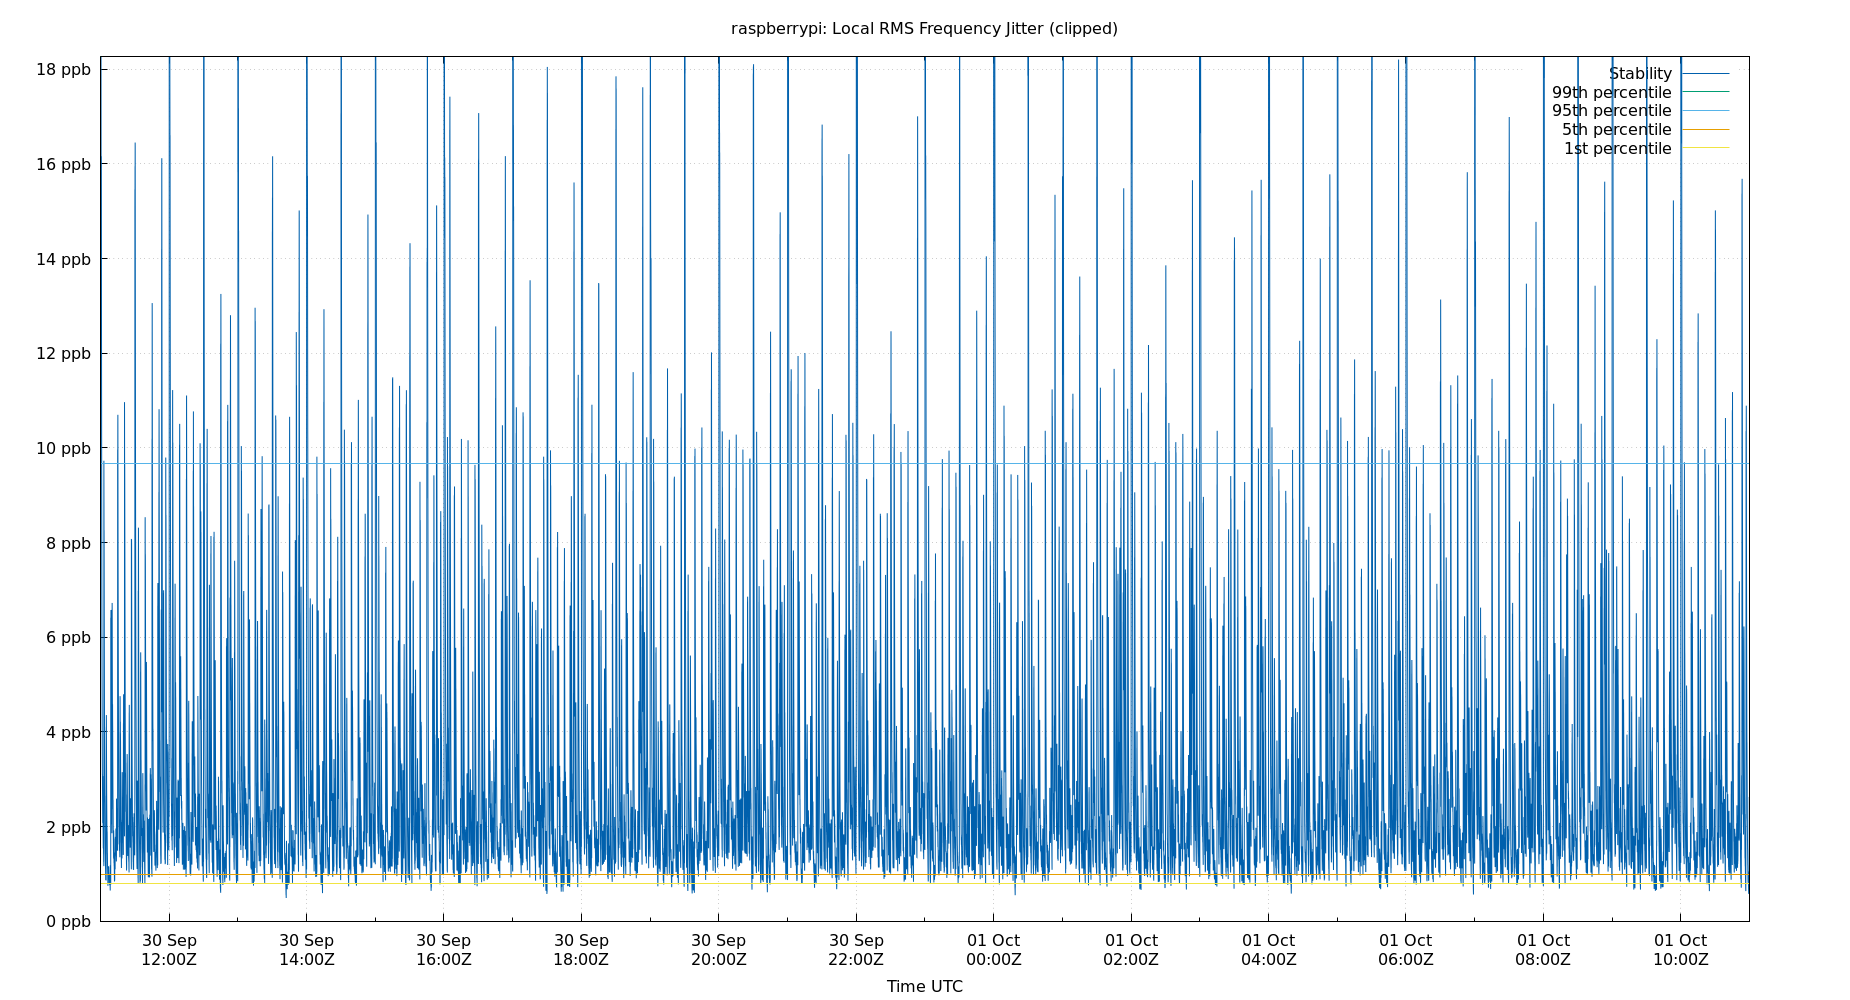 raspberrypi: Local RMS Frequency Jitter (clipped)
18 ppb
16 ppb
14 ppb
12 ppb
10 ppb
8 ppb
6 ppb
4 ppb
2 ppb
0 ppb
Stability
99th percentile
95th percentile
5th percentile
1st percentile
30 Sep 30 Sep 30 Sep 30 Sep 30 Sep 30 Sep 01 Oct 01 Oct 01 Oct 01 Oct 01 Oct 01 Oct
12:00Z 14:00Z 16:00Z 18:00Z 20:00Z 22:00Z 00:00Z 02:00Z 04:00Z 06:00Z 08:00Z 10:00Z
Time UTC